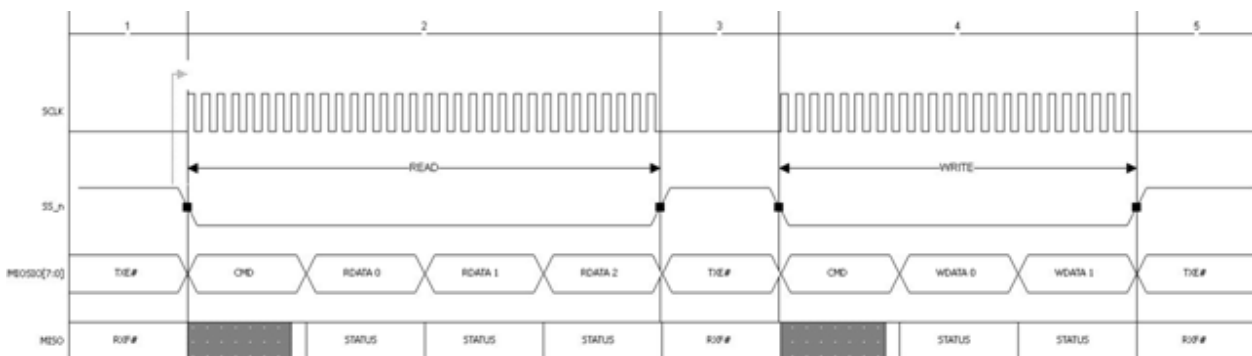 1 2 3 4 5
SCLK
READ WRITE
SS_n
MIOSIO[7:0] TXE# CMD RDATA 0 RDATA 1 RDATA 2 TXE# CMD WDATA 0 WDATA 1 TXE#
MISO RXF# STATUS STATUS STATUS RXF# STATUS STATUS RXF#